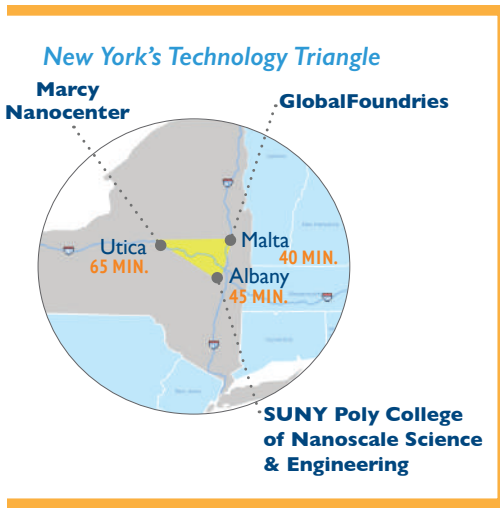 New York's Technology Triangle
Marcy
Nanocenter
GlobalFoundries
Utica
65 MIN.
Malta
40 MIN.
Albany
45 MIN.
SUNY Poly College
of Nanoscale Science
& Engineering